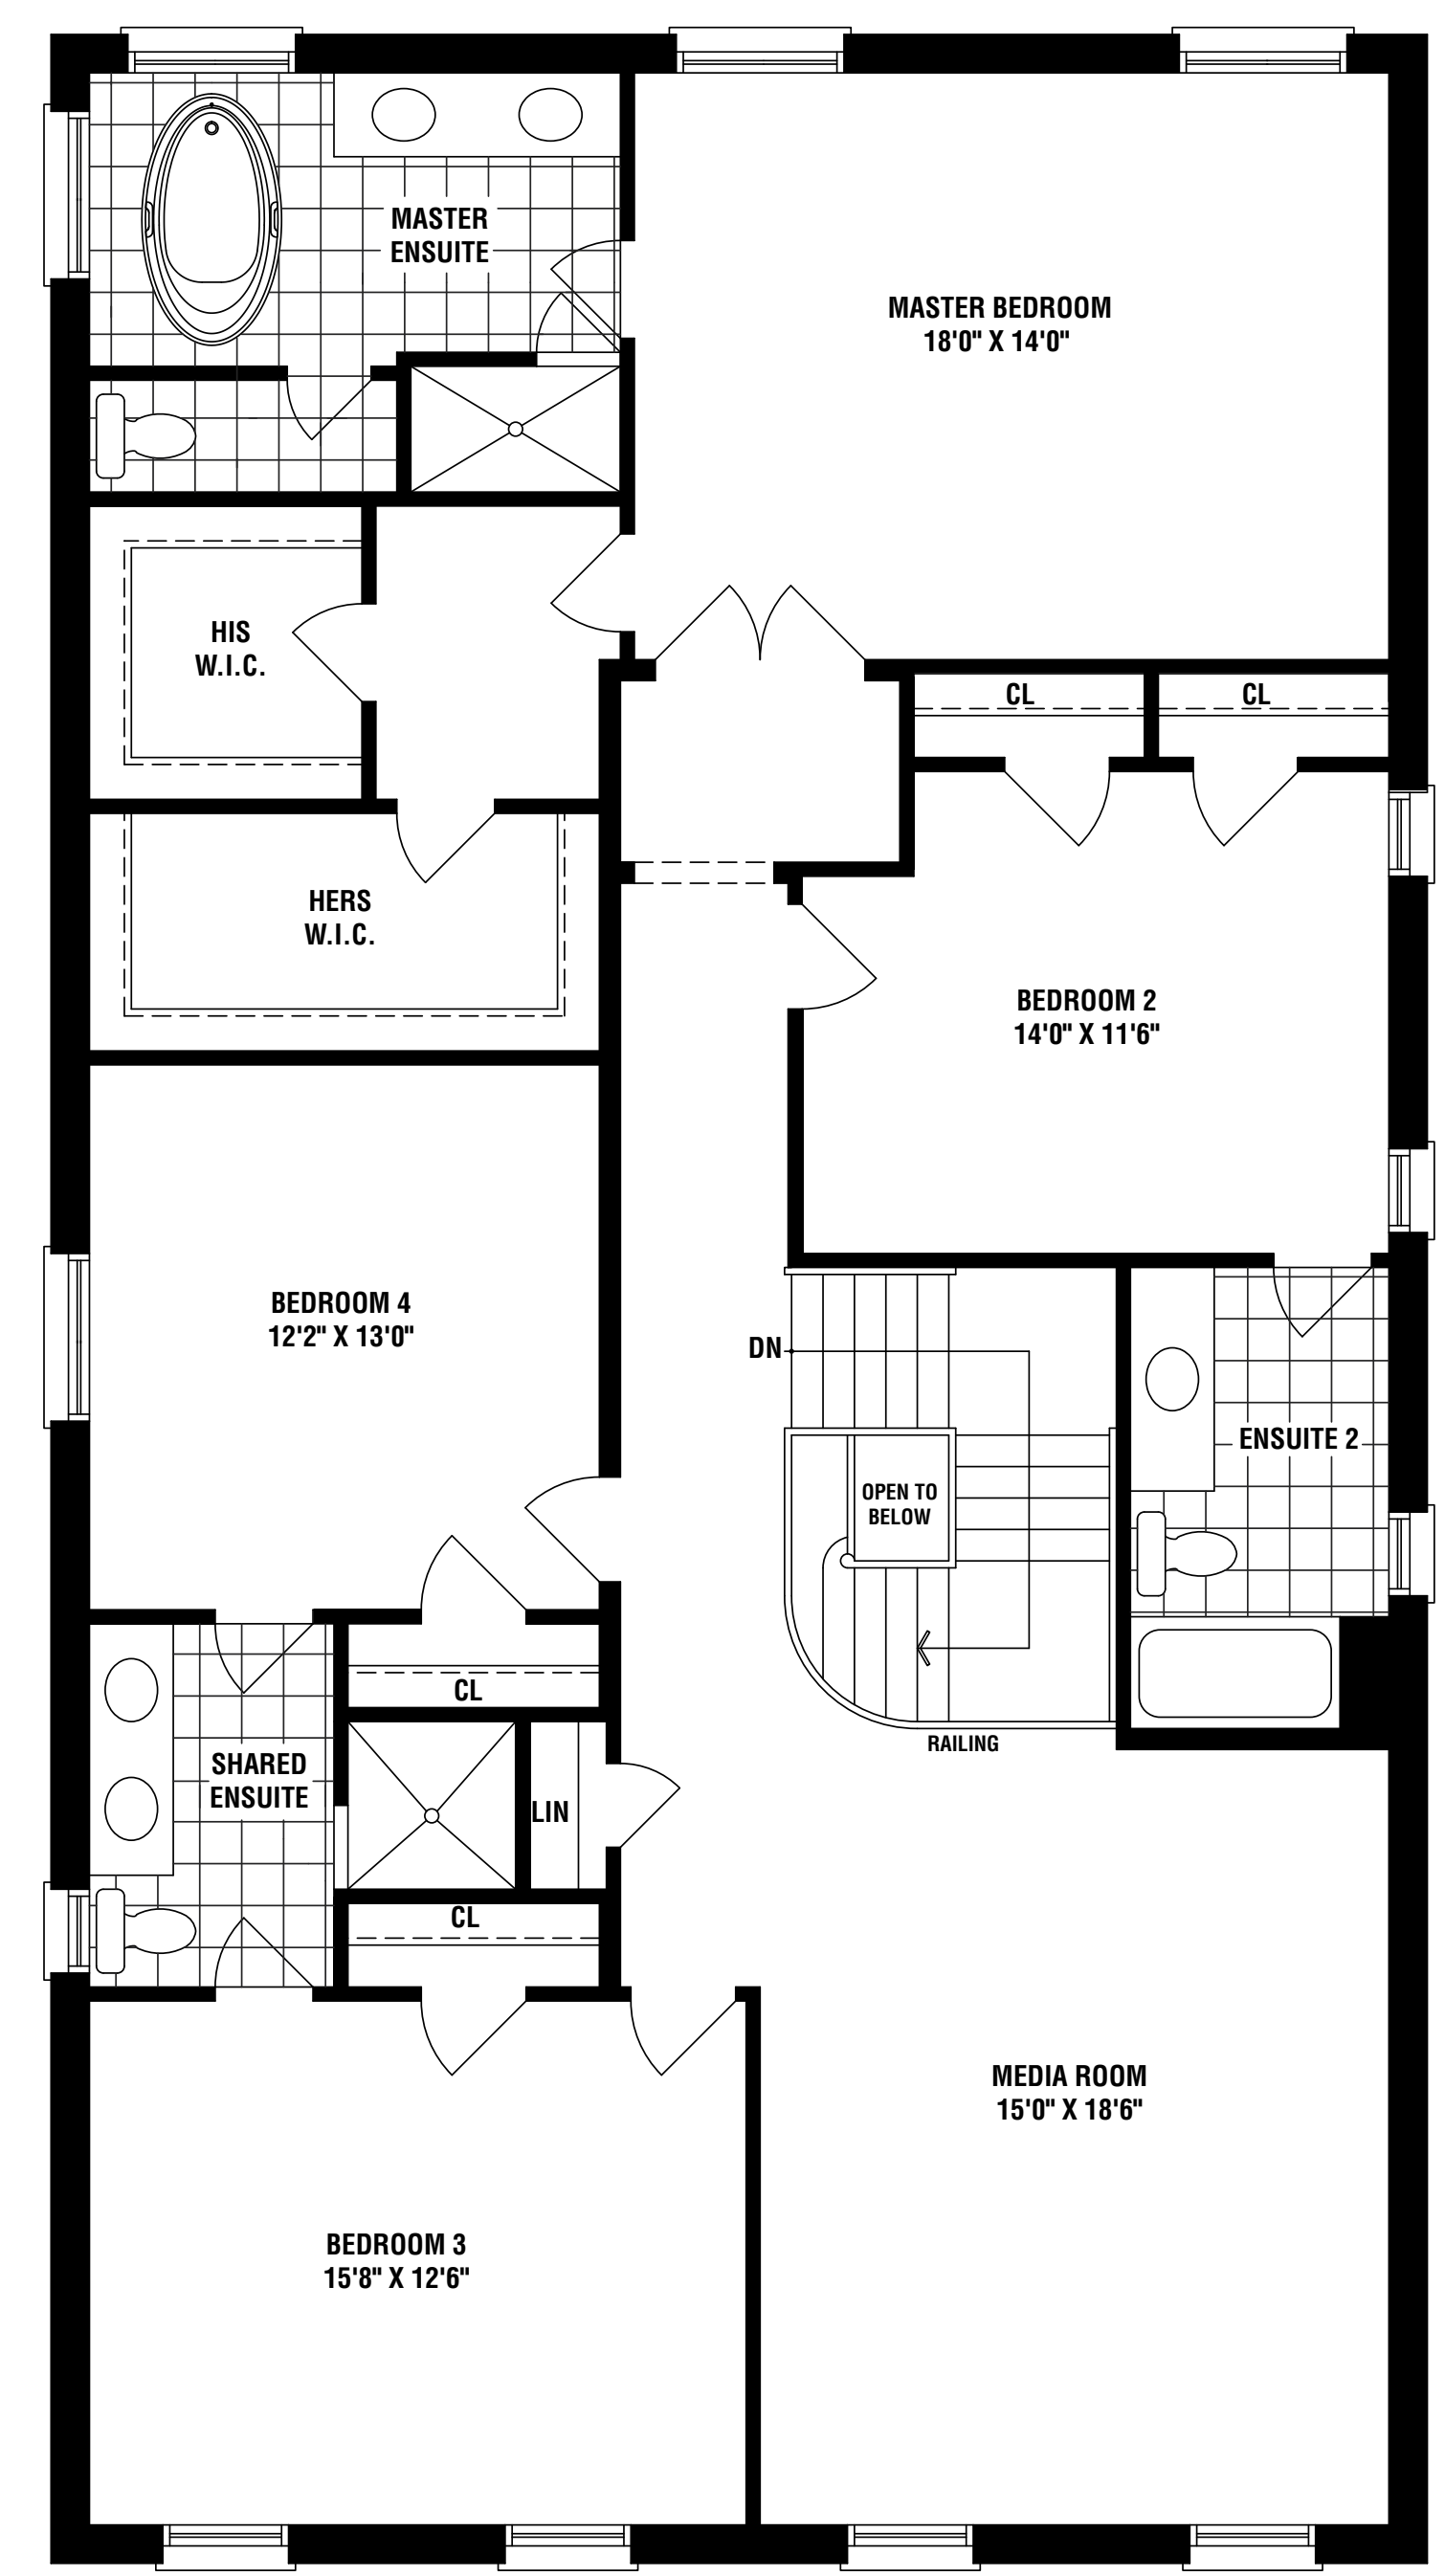 MASTER
ENSUITE
MASTER BEDROOM
18'0" X 14'0"
HIS
W.I.C.
CL
CL
HERS
W.I.C.
BEDROOM 2
14'0" X 11'6"
BEDROOM 4
12'2" X 13'0"
DN
ENSUITE 2
OPEN TO
BELOW
CL
RAILING
SHARED
ENSUITE
LIN
CL
MEDIA ROOM
15'0" X 18'6"
BEDROOM 3
15'8" X 12'6"